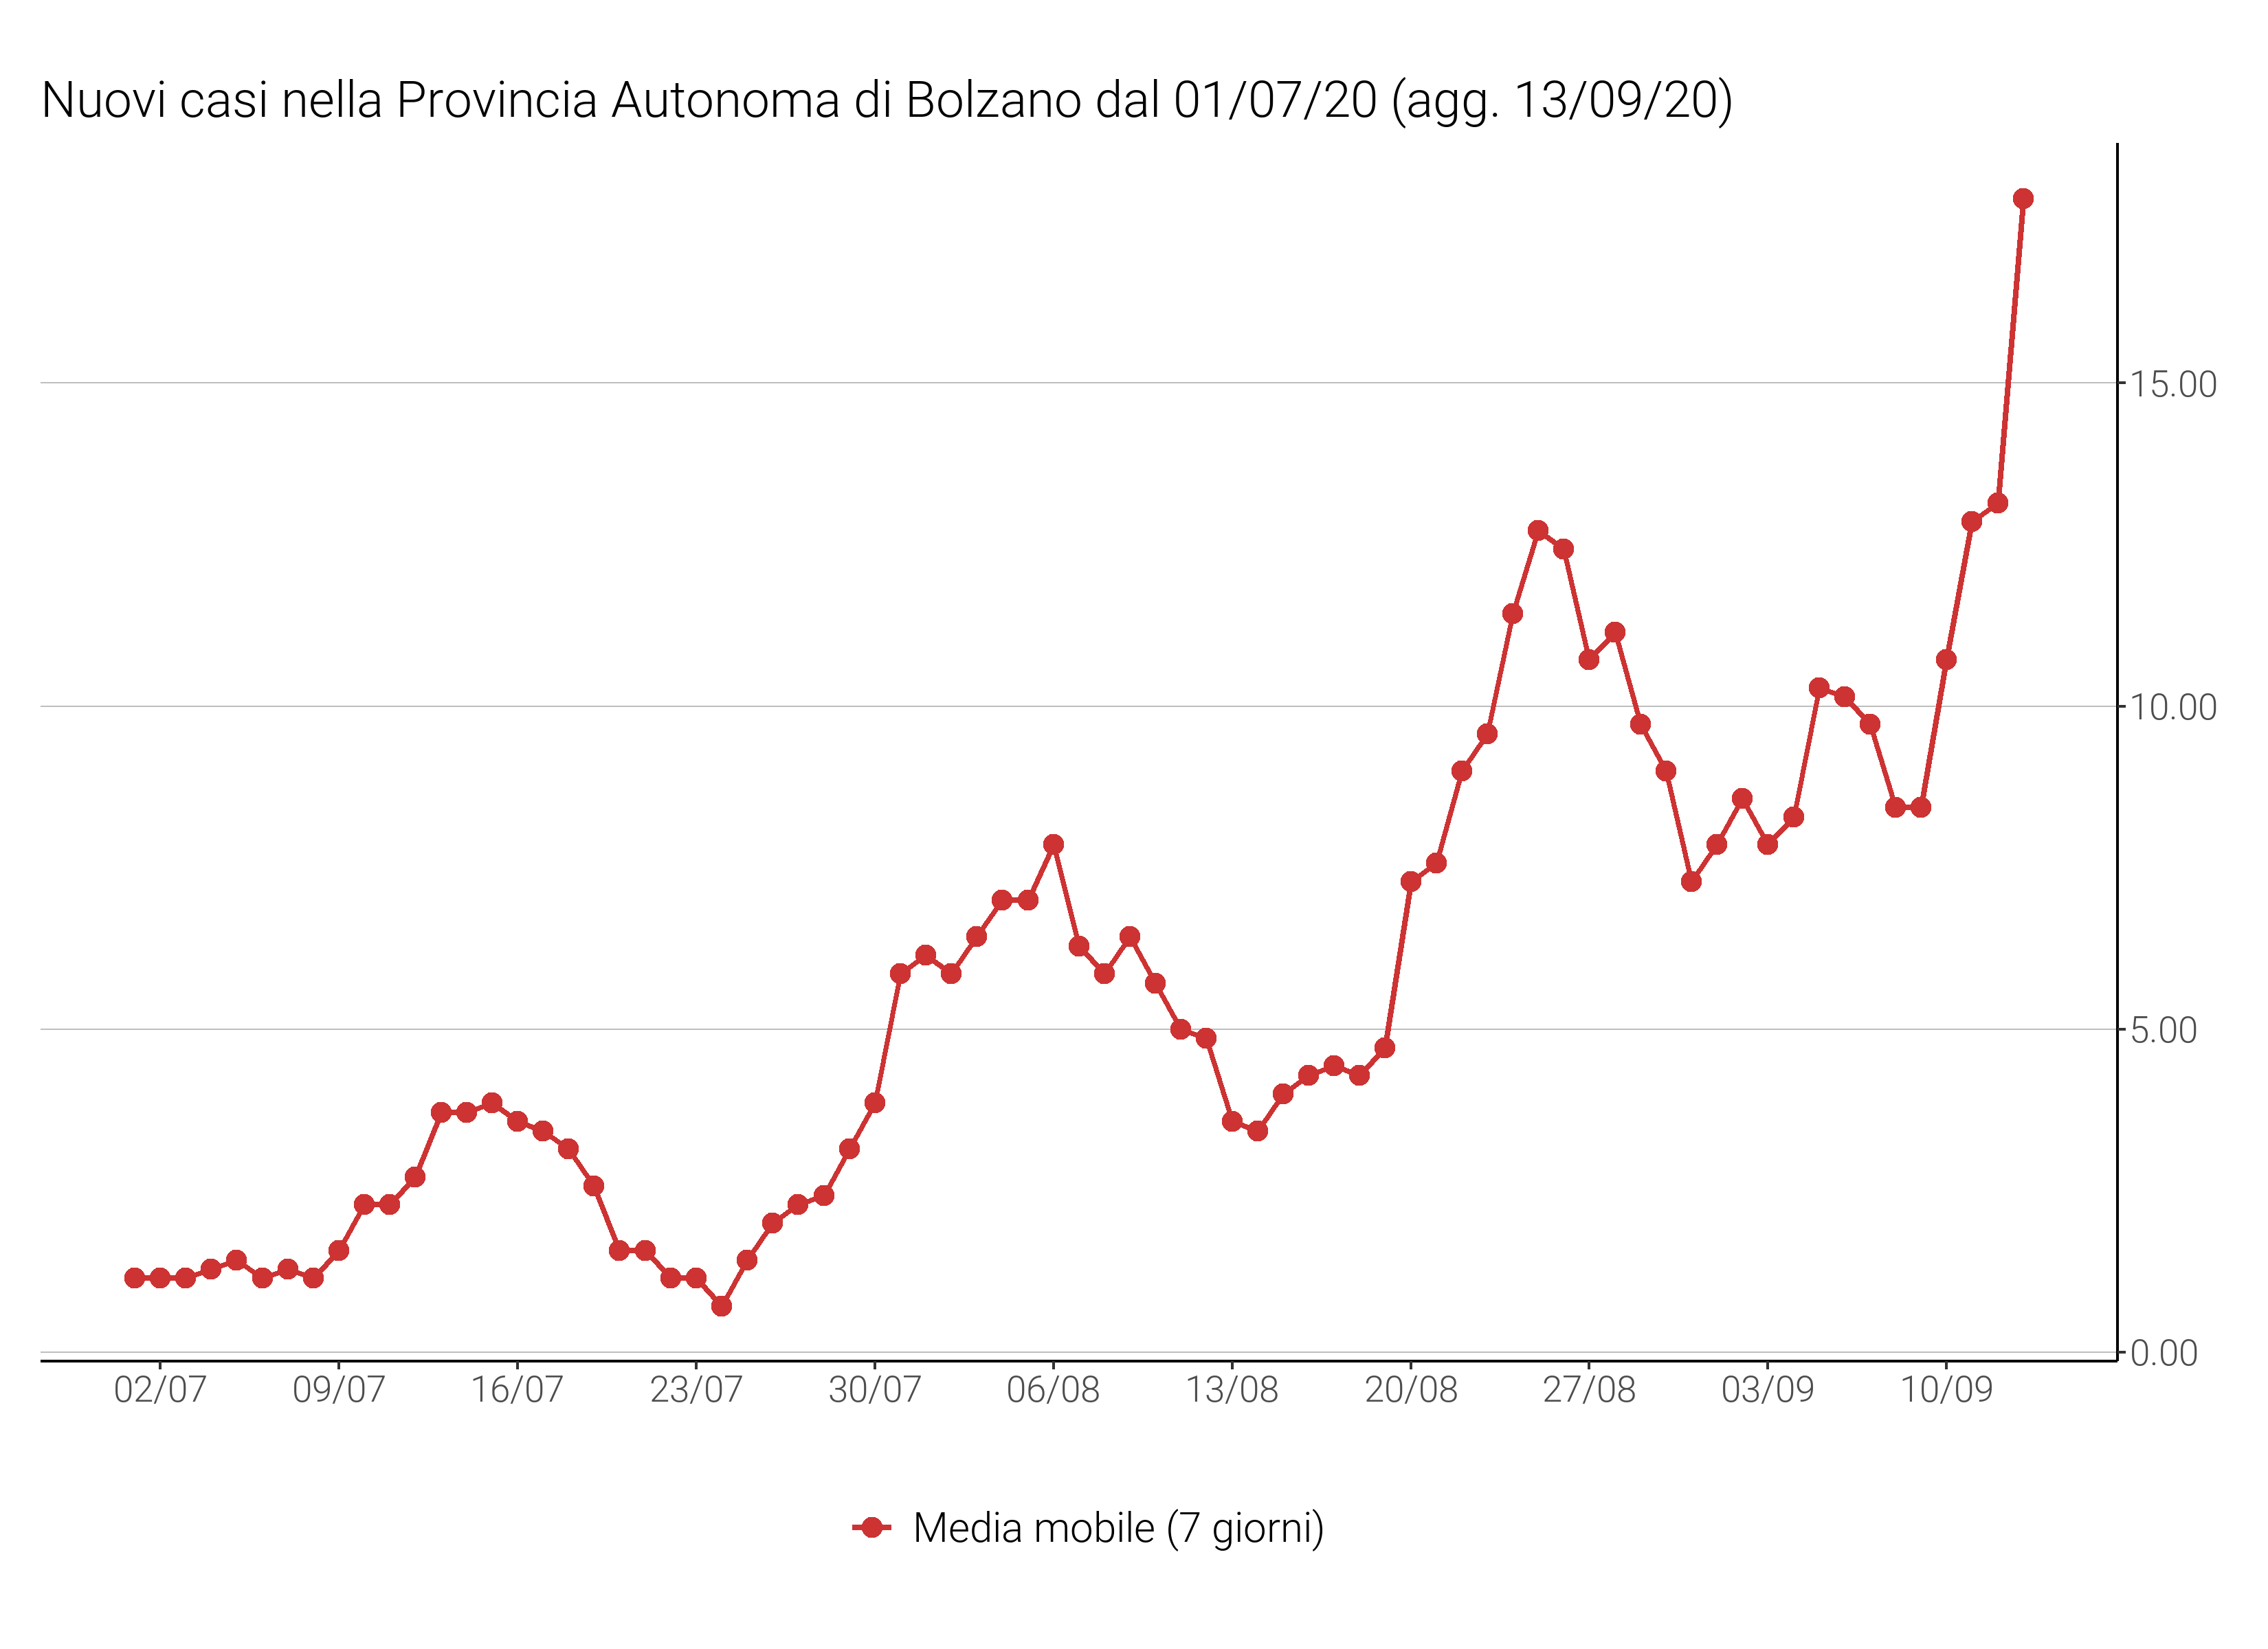 Nuovi casi nella Provincia Autonoma di Bolzano dal 01/07/20 (agg. 13/09/20)
15.00
10.00
5.00
0.00
02/07 09/07 16/07 23/07 30/07 06/08 13/08 20/08 27/08 03/09 10/09
Media mobile (7 giorni)